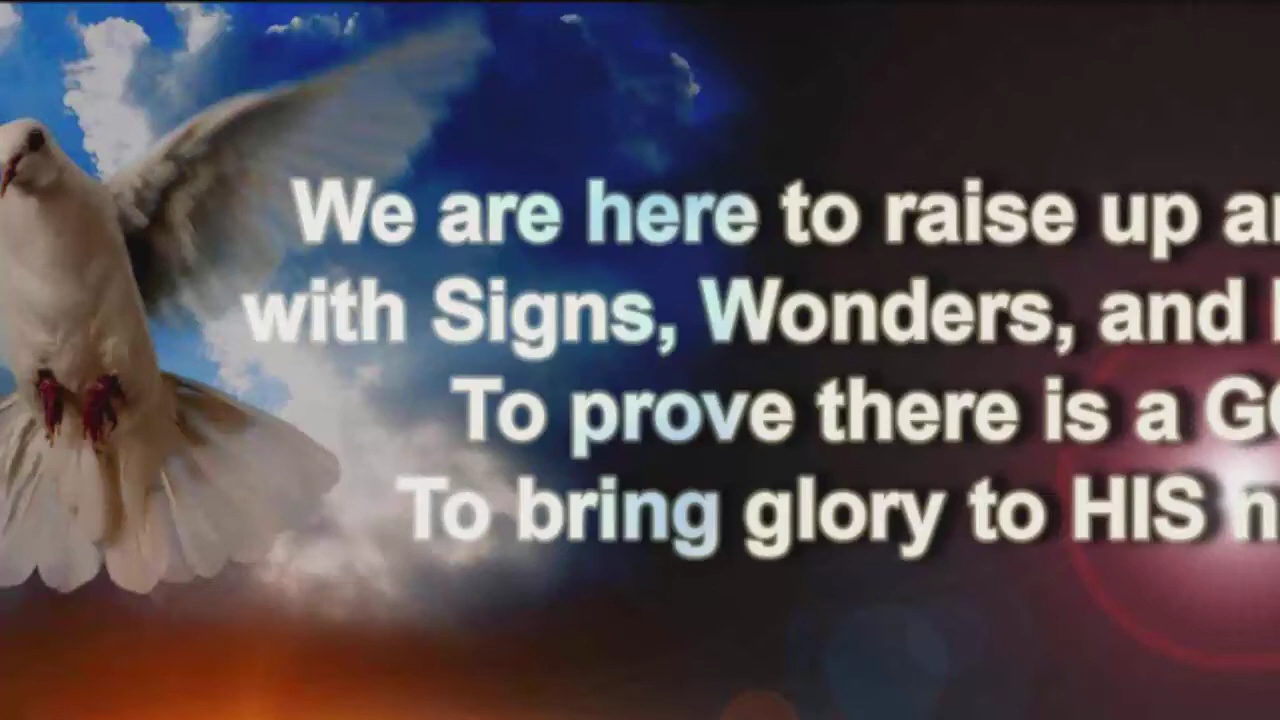 We are here to raise up
with Signs, Wonders, and
To prove there is a
To bring glory to HIS